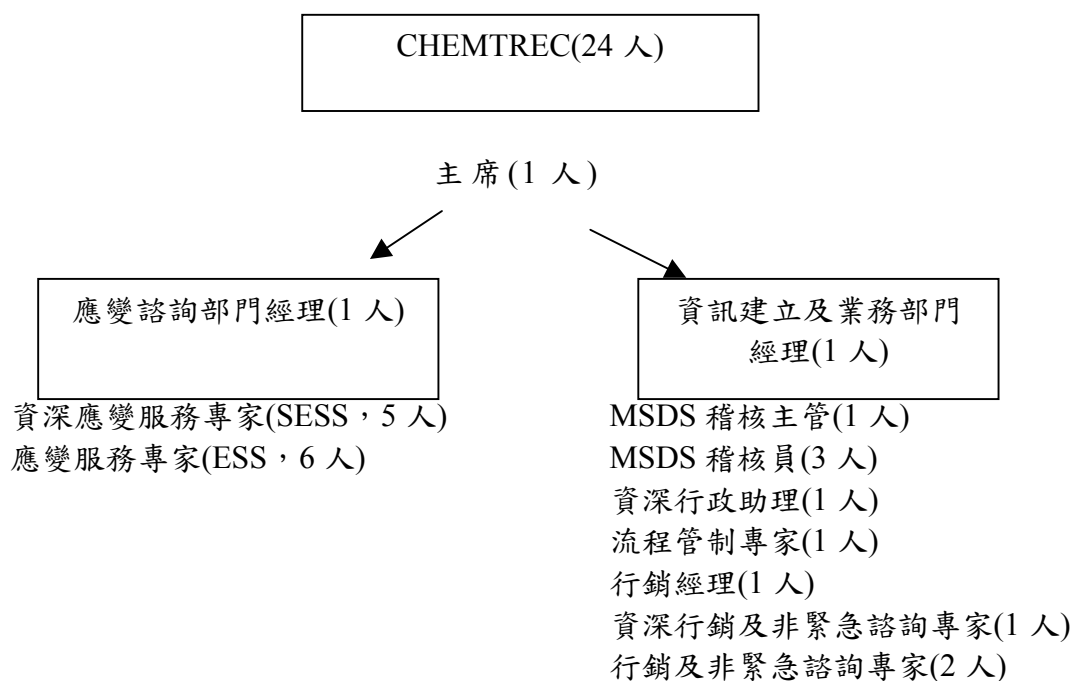 CHEMTREC(24 人)
主席(1 人)
應變諮詢部門經理(1 人)
資深應變服務專家(SESS，5 人)
應變服務專家(ESS，6 人)
資訊建立及業務部門
經理(1 人)
MSDS 稽核主管(1 人)
MSDS 稽核員(3 人)
資深行政助理(1 人)
流程管制專家(1 人)
行銷經理(1 人)
資深行銷及非緊急諮詢專家(1 人)
行銷及非緊急諮詢專家(2 人)